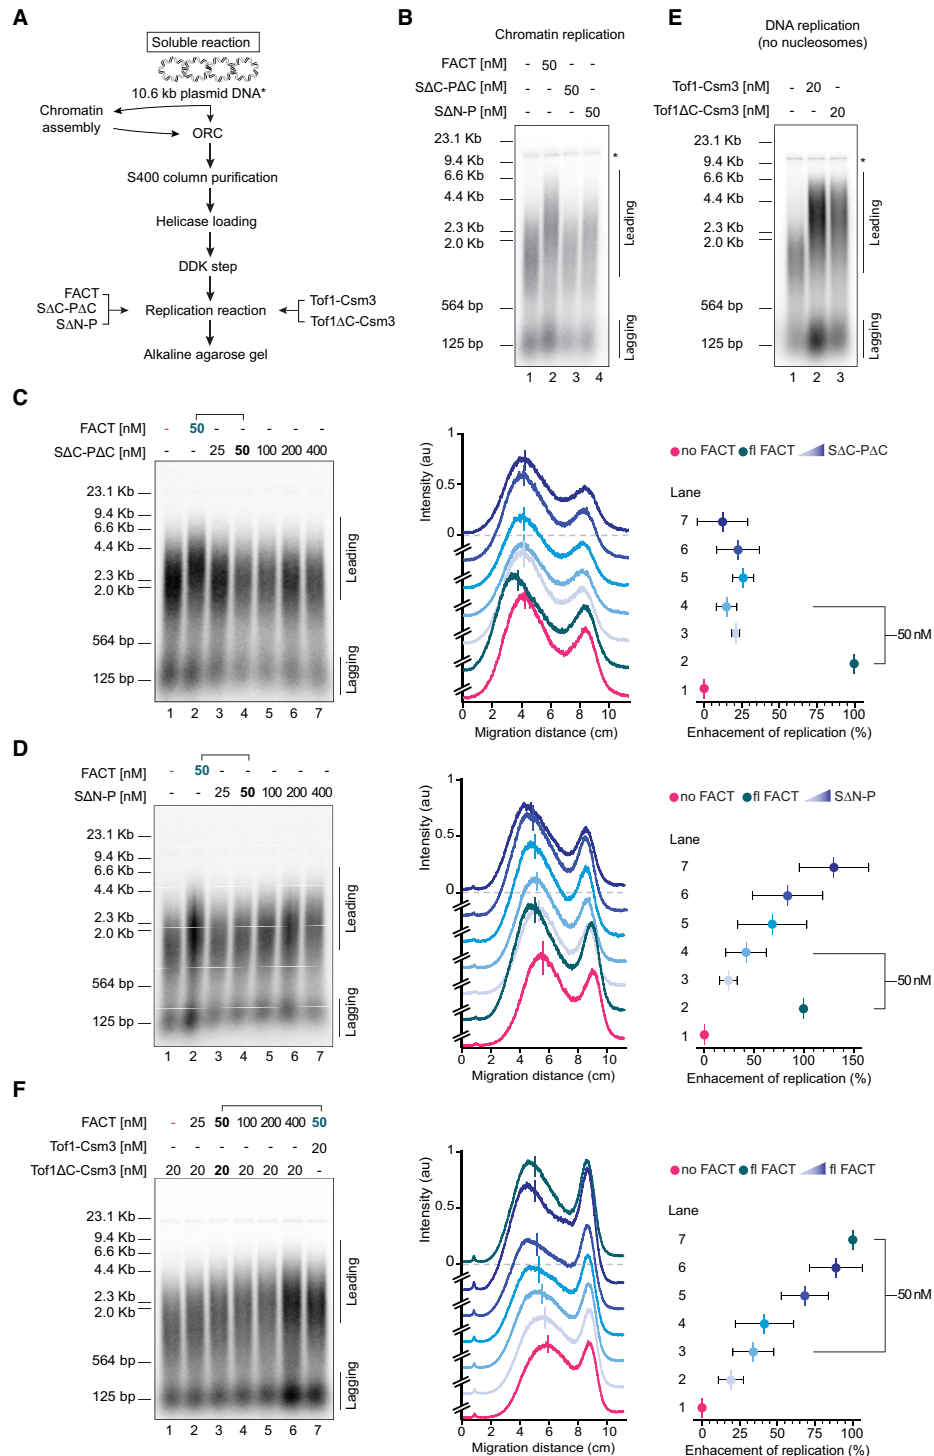 A
Soluble reaction
10.6 kb plasmid DNA*
Chromatin
assembly
ORC
S400 column purification
Helicase loading
DDK step
FACT
SΔC-PΔC
SΔN-P
Replication reaction
Tof1-Csm3
Tof1ΔC-Csm3
Alkaline agarose gel
B
Chromatin replication
FACT [nM] - 50 - -
SΔC-PΔC [nM] - - 50 -
SΔN-P [nM] - - - 50
23.1 Kb
9.4 Kb
6.6 Kb
4.4 Kb
2.3 Kb
2.0 Kb
564 bp
125 bp
*
Leading
Lagging
1 2 3 4
E
DNA replication
(no nucleosomes)
Tof1-Csm3 [nM] - 20 -
Tof1ΔC-Csm3 [nM] - - 20
23.1 Kb
9.4 Kb
6.6 Kb
4.4 Kb
2.3 Kb
2.0 Kb
564 bp
125 bp
*
Leading
Lagging
1 2 3
C
FACT [nM] - 50 - - - - -
SΔC-PΔC [nM] - - 25 50 100 200 400
23.1 Kb
9.4 Kb
6.6 Kb
4.4 Kb
2.3 Kb
2.0 Kb
564 bp
125 bp
Leading
Lagging
1 2 3 4 5 6 7
Intensity (au)
1
0.5
0
0 2 4 6 8 10
Migration distance (cm)
no FACT fl FACT SΔC-PΔC
Lane
7
6
5
4
3
2
1
50 nM
0 25 50 75 100
Enhacement of replication (%)
D
FACT [nM] - 50 - - - - -
SΔN-P [nM] - - 25 50 100 200 400
23.1 Kb
9.4 Kb
6.6 Kb
4.4 Kb
2.3 Kb
2.0 Kb
564 bp
125 bp
Leading
Lagging
1 2 3 4 5 6 7
Intensity (au)
1
0.5
0
0 2 4 6 8 10
Migration distance (cm)
no FACT fl FACT SΔN-P
Lane
7
6
5
4
3
2
1
50 nM
0 50 100 150
Enhacement of replication (%)
F
FACT [nM] - 25 50 100 200 400 50
Tof1-Csm3 [nM] - - - - - - 20
Tof1ΔC-Csm3 [nM] 20 20 20 20 20 20 -
23.1 Kb
9.4 Kb
6.6 Kb
4.4 Kb
2.3 Kb
2.0 Kb
564 bp
125 bp
Leading
Lagging
1 2 3 4 5 6 7
Intensity (au)
1
0.5
0
0 2 4 6 8 10
Migration distance (cm)
no FACT fl FACT fl FACT
Lane
7
6
5
4
3
2
1
50 nM
0 25 50 75 100
Enhacement of replication (%)